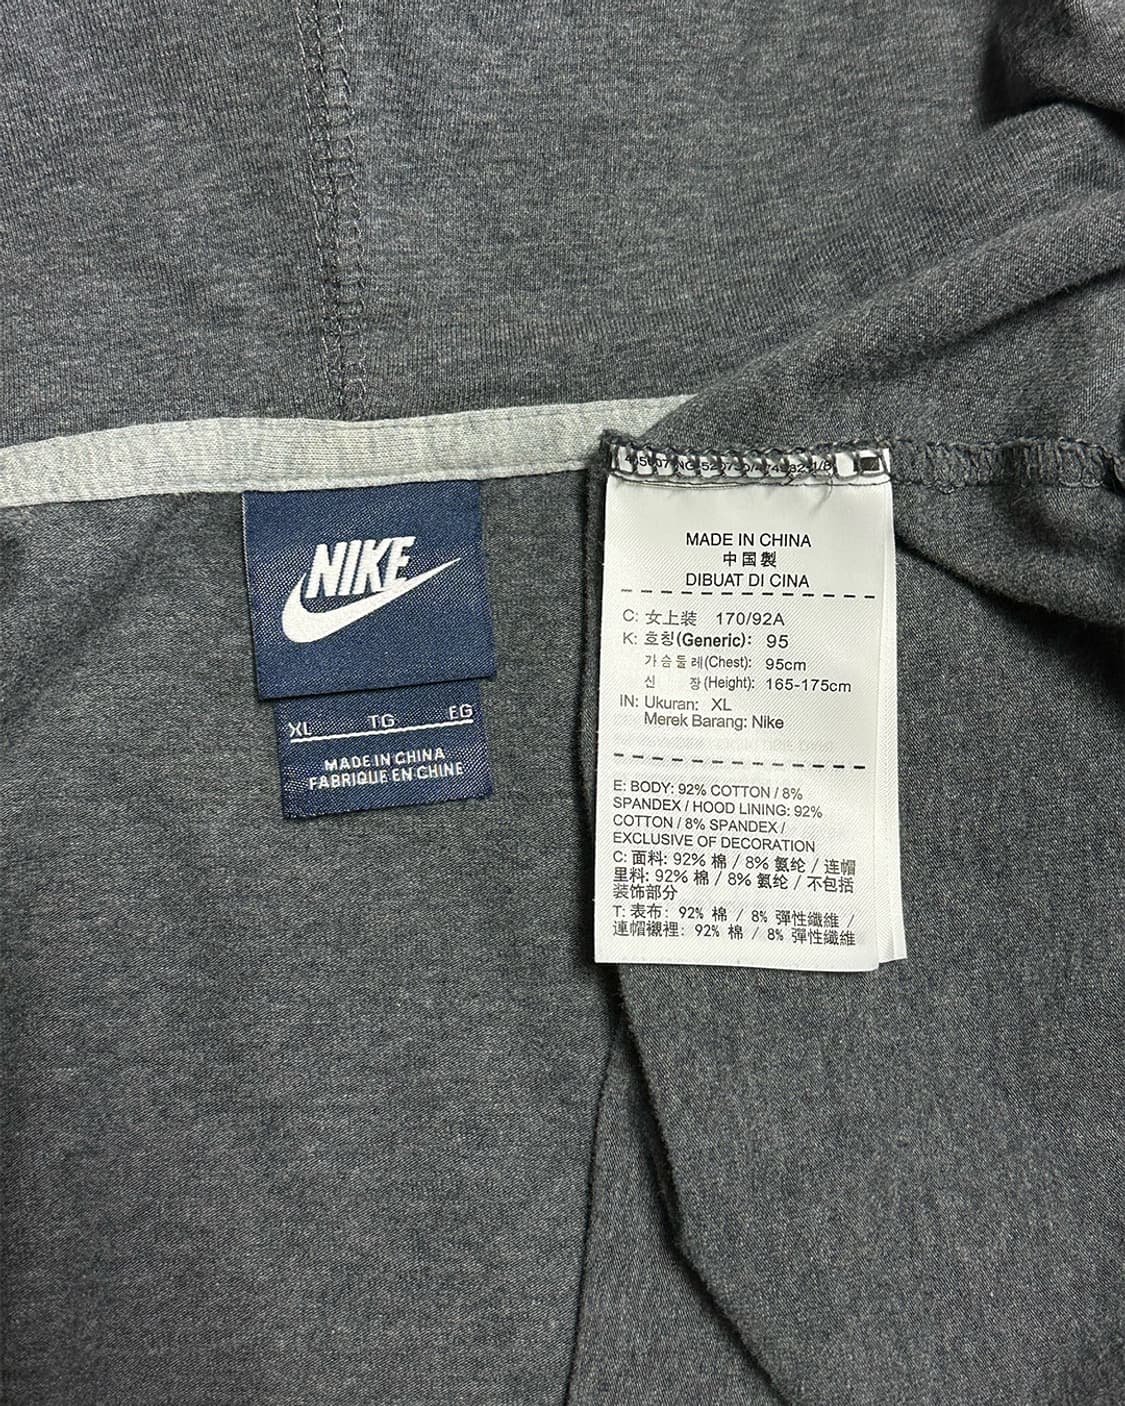 NIKE
XL TG EG
MADE IN CHINA
FABRIQUE EN CHINE
MADE IN CHINA
中国製
DIBUAT DI CINA
C: 女上装 170/92A
K: 호칭(Generic): 95
가슴둘레(Chest): 95cm
신 장(Height): 165-175cm
IN: Ukuran: XL
Merek Barang: Nike
E: BODY: 92% COTTON / 8%
SPANDEX / HOOD LINING: 92%
COTTON / 8% SPANDEX /
EXCLUSIVE OF DECORATION
C: 面料: 92% 棉 / 8% 氨纶 / 连帽
里料: 92% 棉 / 8% 氨纶 / 不包括
装饰部分
T: 表布: 92% 棉 / 8% 彈性纖維 /
連帽襯裡: 92% 棉 / 8% 彈性纖維